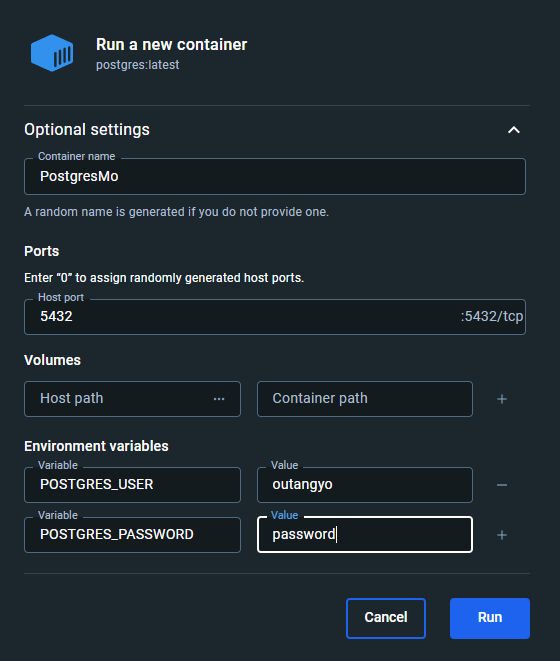 Run a new container
postgres:latest
Optional settings
Container name
PostgresMo
A random name is generated if you do not provide one.
Ports
Enter “0” to assign randomly generated host ports.
Host port
5432 :5432/tcp
Volumes
Host path ··· Container path +
Environment variables
Variable Value
POSTGRES_USER outangyo −
Variable Value
POSTGRES_PASSWORD password +
Cancel Run